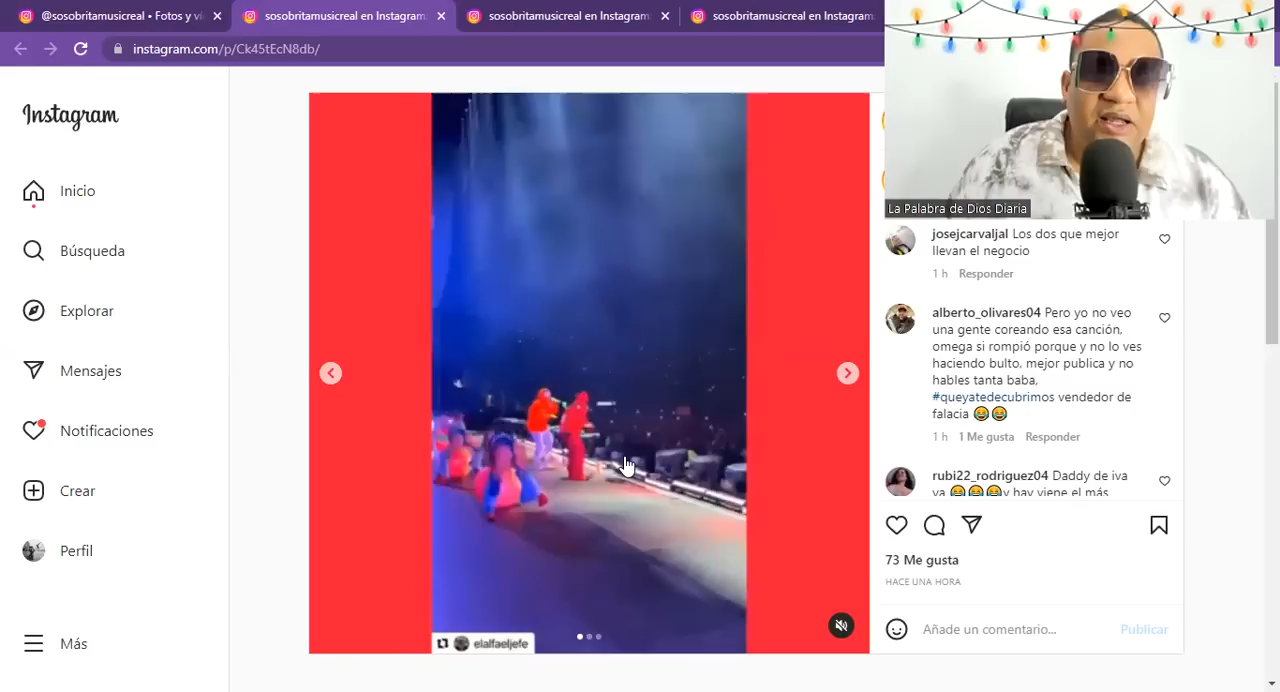 @sosobritamusicreal • Fotos y ví
sosobritamusicreal en Instagram:
sosobritamusicreal en Instagram:
sosobritamusicreal en Instagram:
instagram.com/p/Ck45tEcN8db/
Instagram
Inicio
Búsqueda
Explorar
Mensajes
Notificaciones
Crear
Perfil
Más
elalfaeljefe
La Palabra de Dios Diaria
josejcarvaljal Los dos que mejor
llevan el negocio
1 h Responder
alberto_olivares04 Pero yo no veo
una gente coreando esa canción,
omega si rompió porque y no lo ves
haciendo bulto, mejor publica y no
hables tanta baba,
#queyatedecubrimos vendedor de
falacia 😂😂
1 h 1 Me gusta Responder
rubi22_rodriguez04 Daddy de iva
va 😂😂😂y hay viene el más
73 Me gusta
HACE UNA HORA
Añade un comentario...
Publicar